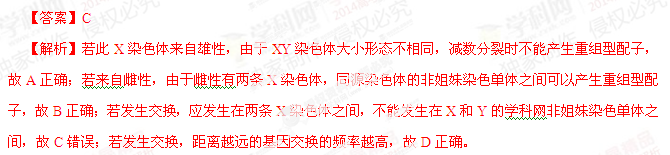 【答案】C
【解析】若此 X 染色体来自雄性，由于 XY 染色体大小形态不相同，减数分裂时不能产生重组型配子，
故 A 正确；若来自雌性，由于雌性有两条 X 染色体，同源染色体的非姐妹染色单体之间可以产生重组型配
子，故 B 正确；若发生交换，应发生在两条 X 染色体之间，不能发生在 X 和 Y 的学科网非姐妹染色单体之
间，故 C 错误；若发生交换，距离越远的基因交换的频率越高，故 D 正确。